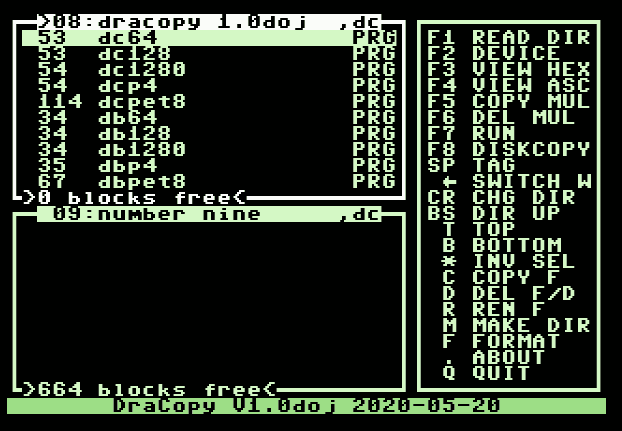 >08:dracopy 1.0doj  ,dc
53 dc64 PRG
53 dc128 PRG
54 dc1280 PRG
54 dcp4 PRG
114 dcpet8 PRG
34 db64 PRG
34 db128 PRG
34 db1280 PRG
35 dbp4 PRG
67 dbpet8 PRG
>0 blocks free<
09:number nine ,dc
>664 blocks free<
F1 READ DIR
F2 DEVICE
F3 VIEW HEX
F4 VIEW ASC
F5 COPY MUL
F6 DEL MUL
F7 RUN
F8 DISKCOPY
SP TAG
← SWITCH W
CR CHG DIR
BS DIR UP
T TOP
B BOTTOM
* INV SEL
C COPY F
D DEL F/D
R REN F
M MAKE DIR
F FORMAT
. ABOUT
Q QUIT
DraCopy V1.0doj 2020-05-20